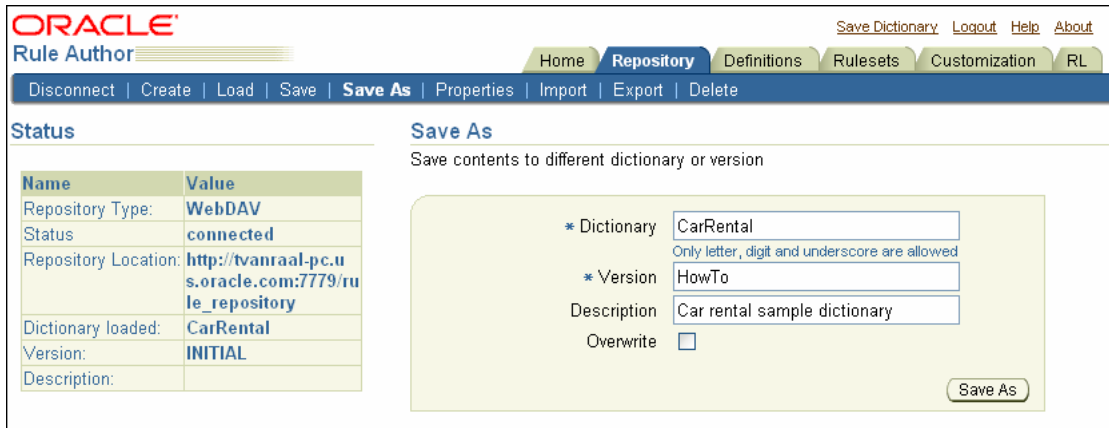 ORACLE
Save Dictionary Logout Help About
Rule Author
Home Repository Definitions Rulesets Customization RL
Disconnect | Create | Load | Save | Save As | Properties | Import | Export | Delete
Status
Name Value
Repository Type: WebDAV
Status connected
Repository Location: http://tvanraal-pc.u
s.oracle.com:7779/ru
le_repository
Dictionary loaded: CarRental
Version: INITIAL
Description:
Save As
Save contents to different dictionary or version
* Dictionary CarRental
Only letter, digit and underscore are allowed
* Version HowTo
Description Car rental sample dictionary
Overwrite
Save As